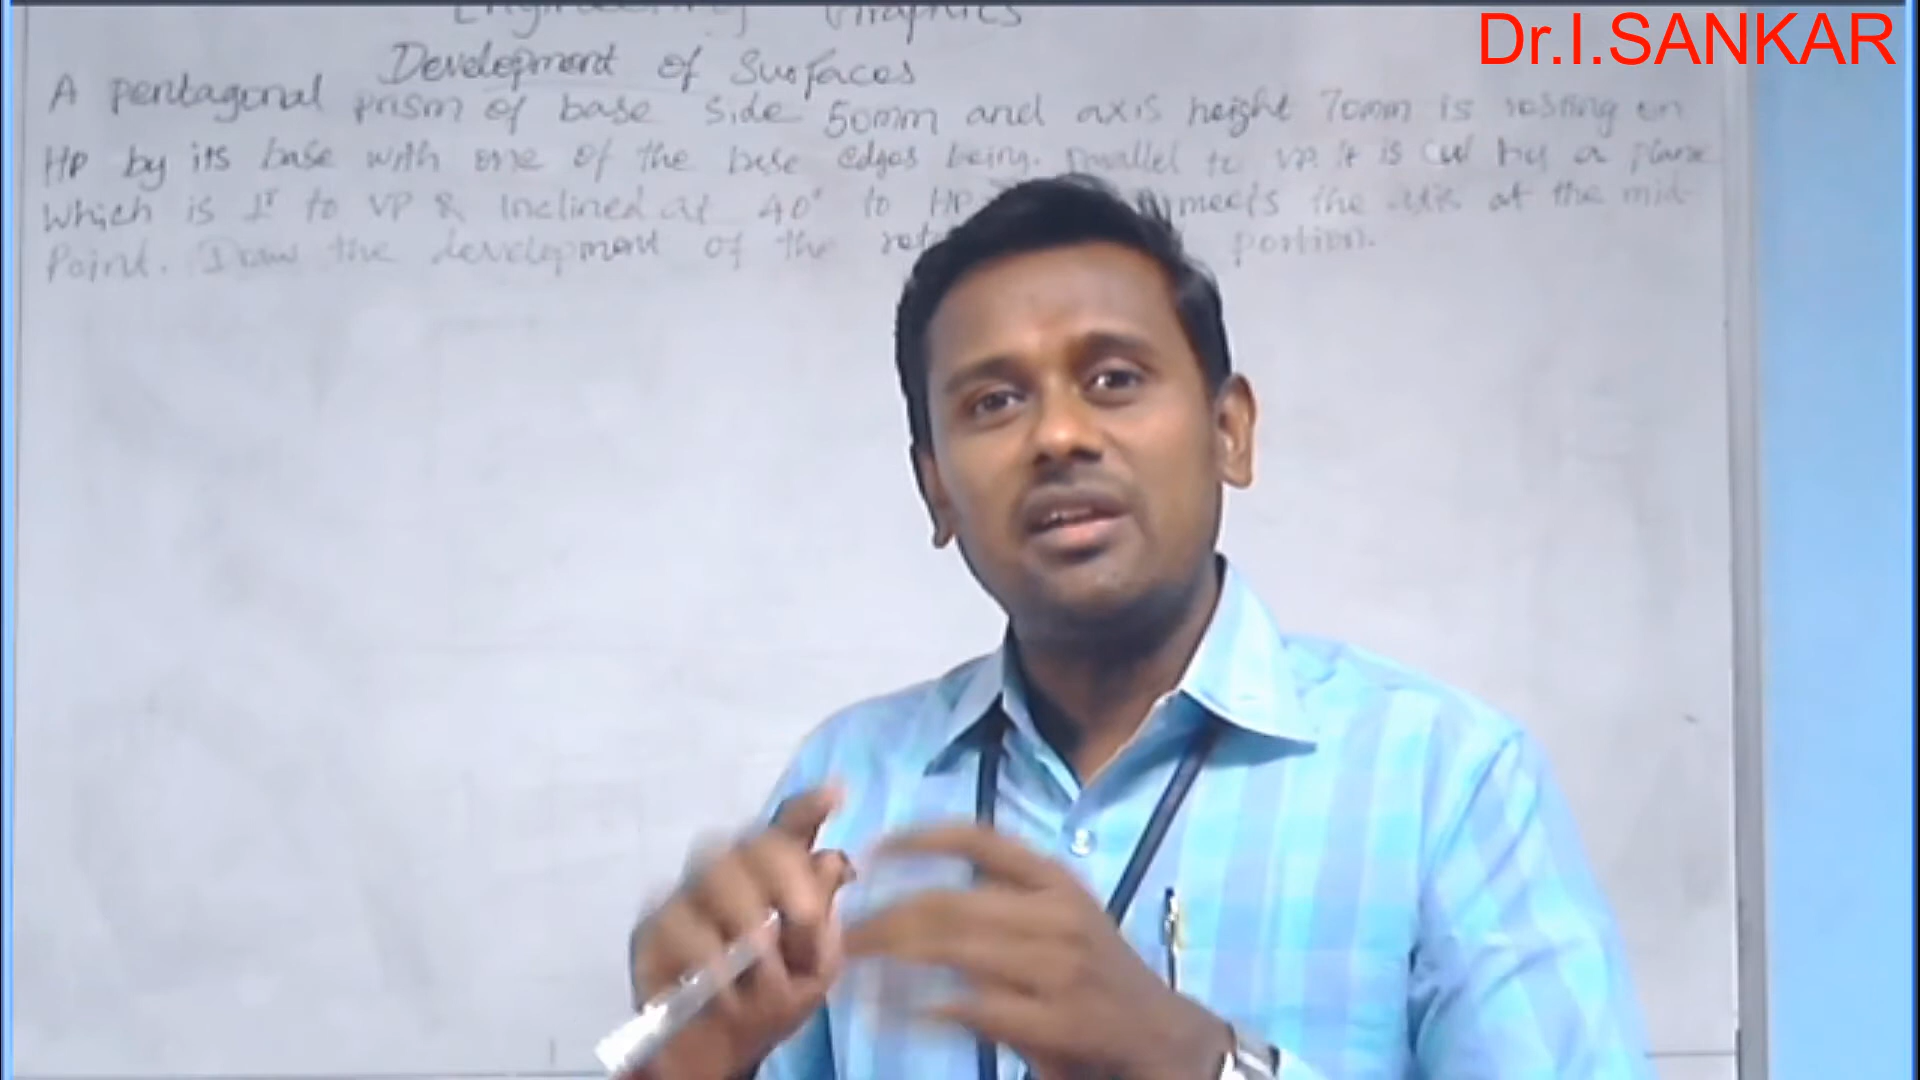 Dr.I.SANKAR
Engineering Graphics
Development of Surfaces
A pentagonal prism of base side 50mm and axis height 70mm is resting on
HP by its base with one of the base edges being parallel to VP. It is cut by a plane
which is ⊥r to VP & Inclined at 40° to HP meets the axis at the mid-
Point. Draw the development of the portion.